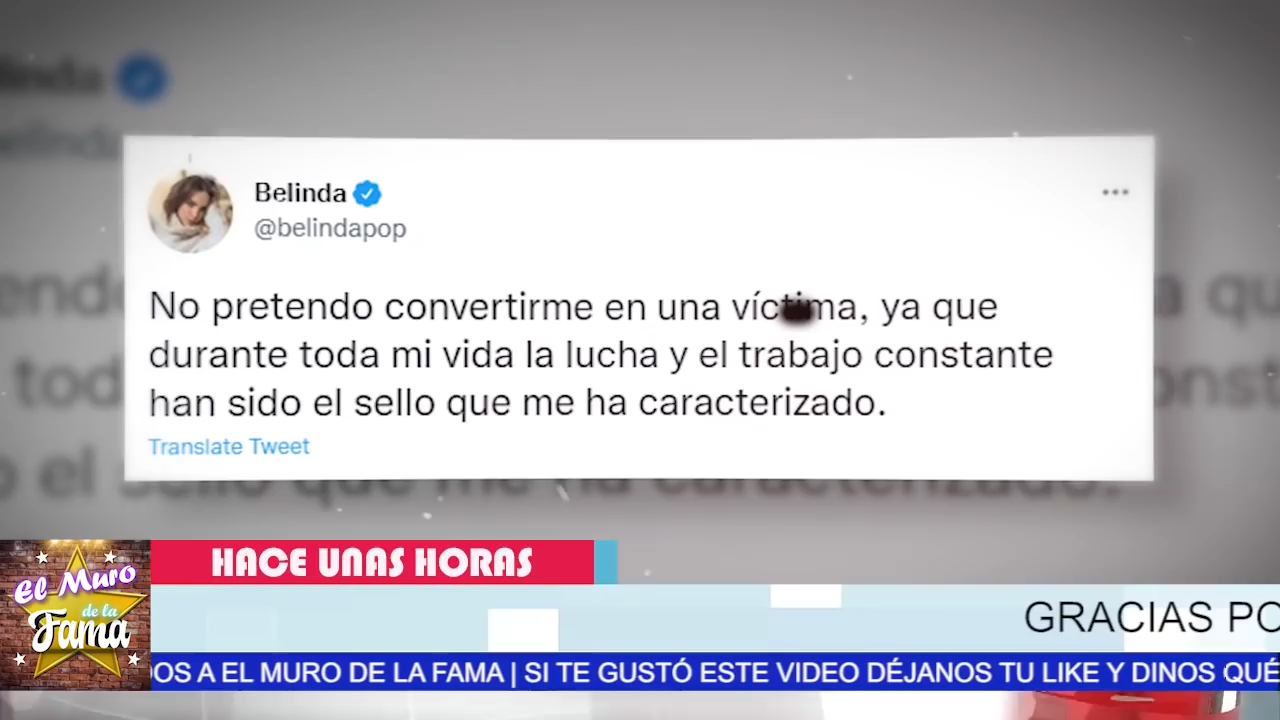 Belinda
@belindapop
No pretendo convertirme en una víctima, ya que
durante toda mi vida la lucha y el trabajo constante
han sido el sello que me ha caracterizado.
Translate Tweet
HACE UNAS HORAS
El Muro
de la
Fama
GRACIAS PO
OS A EL MURO DE LA FAMA | SI TE GUSTÓ ESTE VIDEO DÉJANOS TU LIKE Y DINOS QUÉ